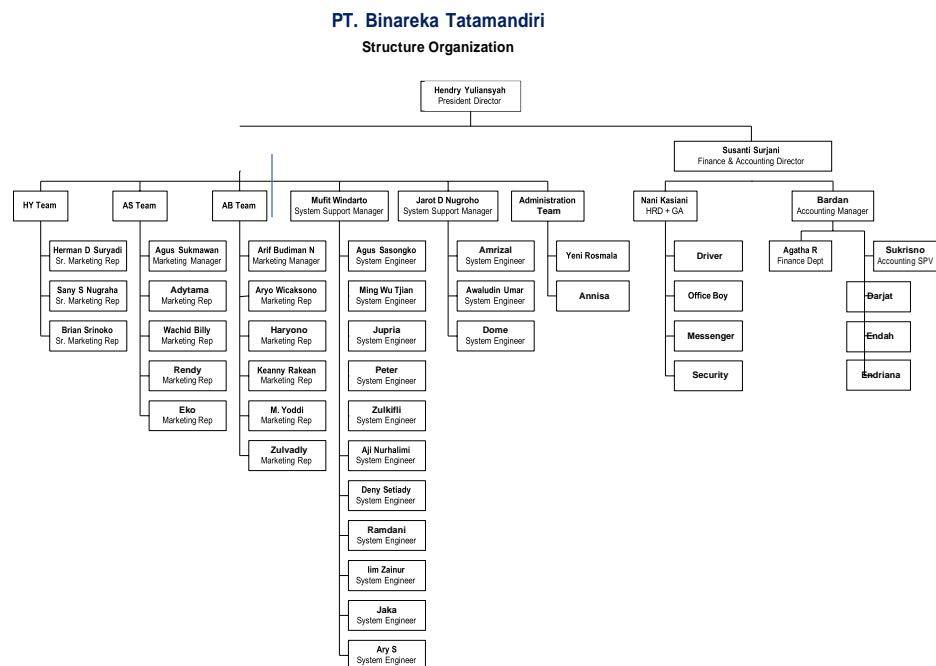 PT. Binareka Tatamandiri
Structure Organization
Hendry Yuliansyah
President Director
Susanti Surjani
Finance & Accounting Director
HY Team
AS Team
AB Team
Mufit Windarto
System Support Manager
Jarot D Nugroho
System Support Manager
Administration
Team
Nani Kasiani
HRD + GA
Bardan
Accounting Manager
Herman D Suryadi
Sr. Marketing Rep
Sany S Nugraha
Sr. Marketing Rep
Brian Srinoko
Sr. Marketing Rep
Agus Sukmawan
Marketing Manager
Adytama
Marketing Rep
Wachid Billy
Marketing Rep
Rendy
Marketing Rep
Eko
Marketing Rep
Arif Budiman N
Marketing Manager
Aryo Wicaksono
Marketing Rep
Haryono
Marketing Rep
Keanny Rakean
Marketing Rep
M. Yoddi
Marketing Rep
Zulvadly
Marketing Rep
Agus Sasongko
System Engineer
Ming Wu Tjian
System Engineer
Jupria
System Engineer
Peter
System Engineer
Zulkifli
System Engineer
Aji Nurhalimi
System Engineer
Deny Setiady
System Engineer
Ramdani
System Engineer
Iim Zainur
System Engineer
Jaka
System Engineer
Ary S
System Engineer
Amrizal
System Engineer
Awaludin Umar
System Engineer
Dome
System Engineer
Yeni Rosmala
Annisa
Driver
Office Boy
Messenger
Security
Agatha R
Finance Dept
Sukrisno
Accounting SPV
Darjat
Endah
Endriana